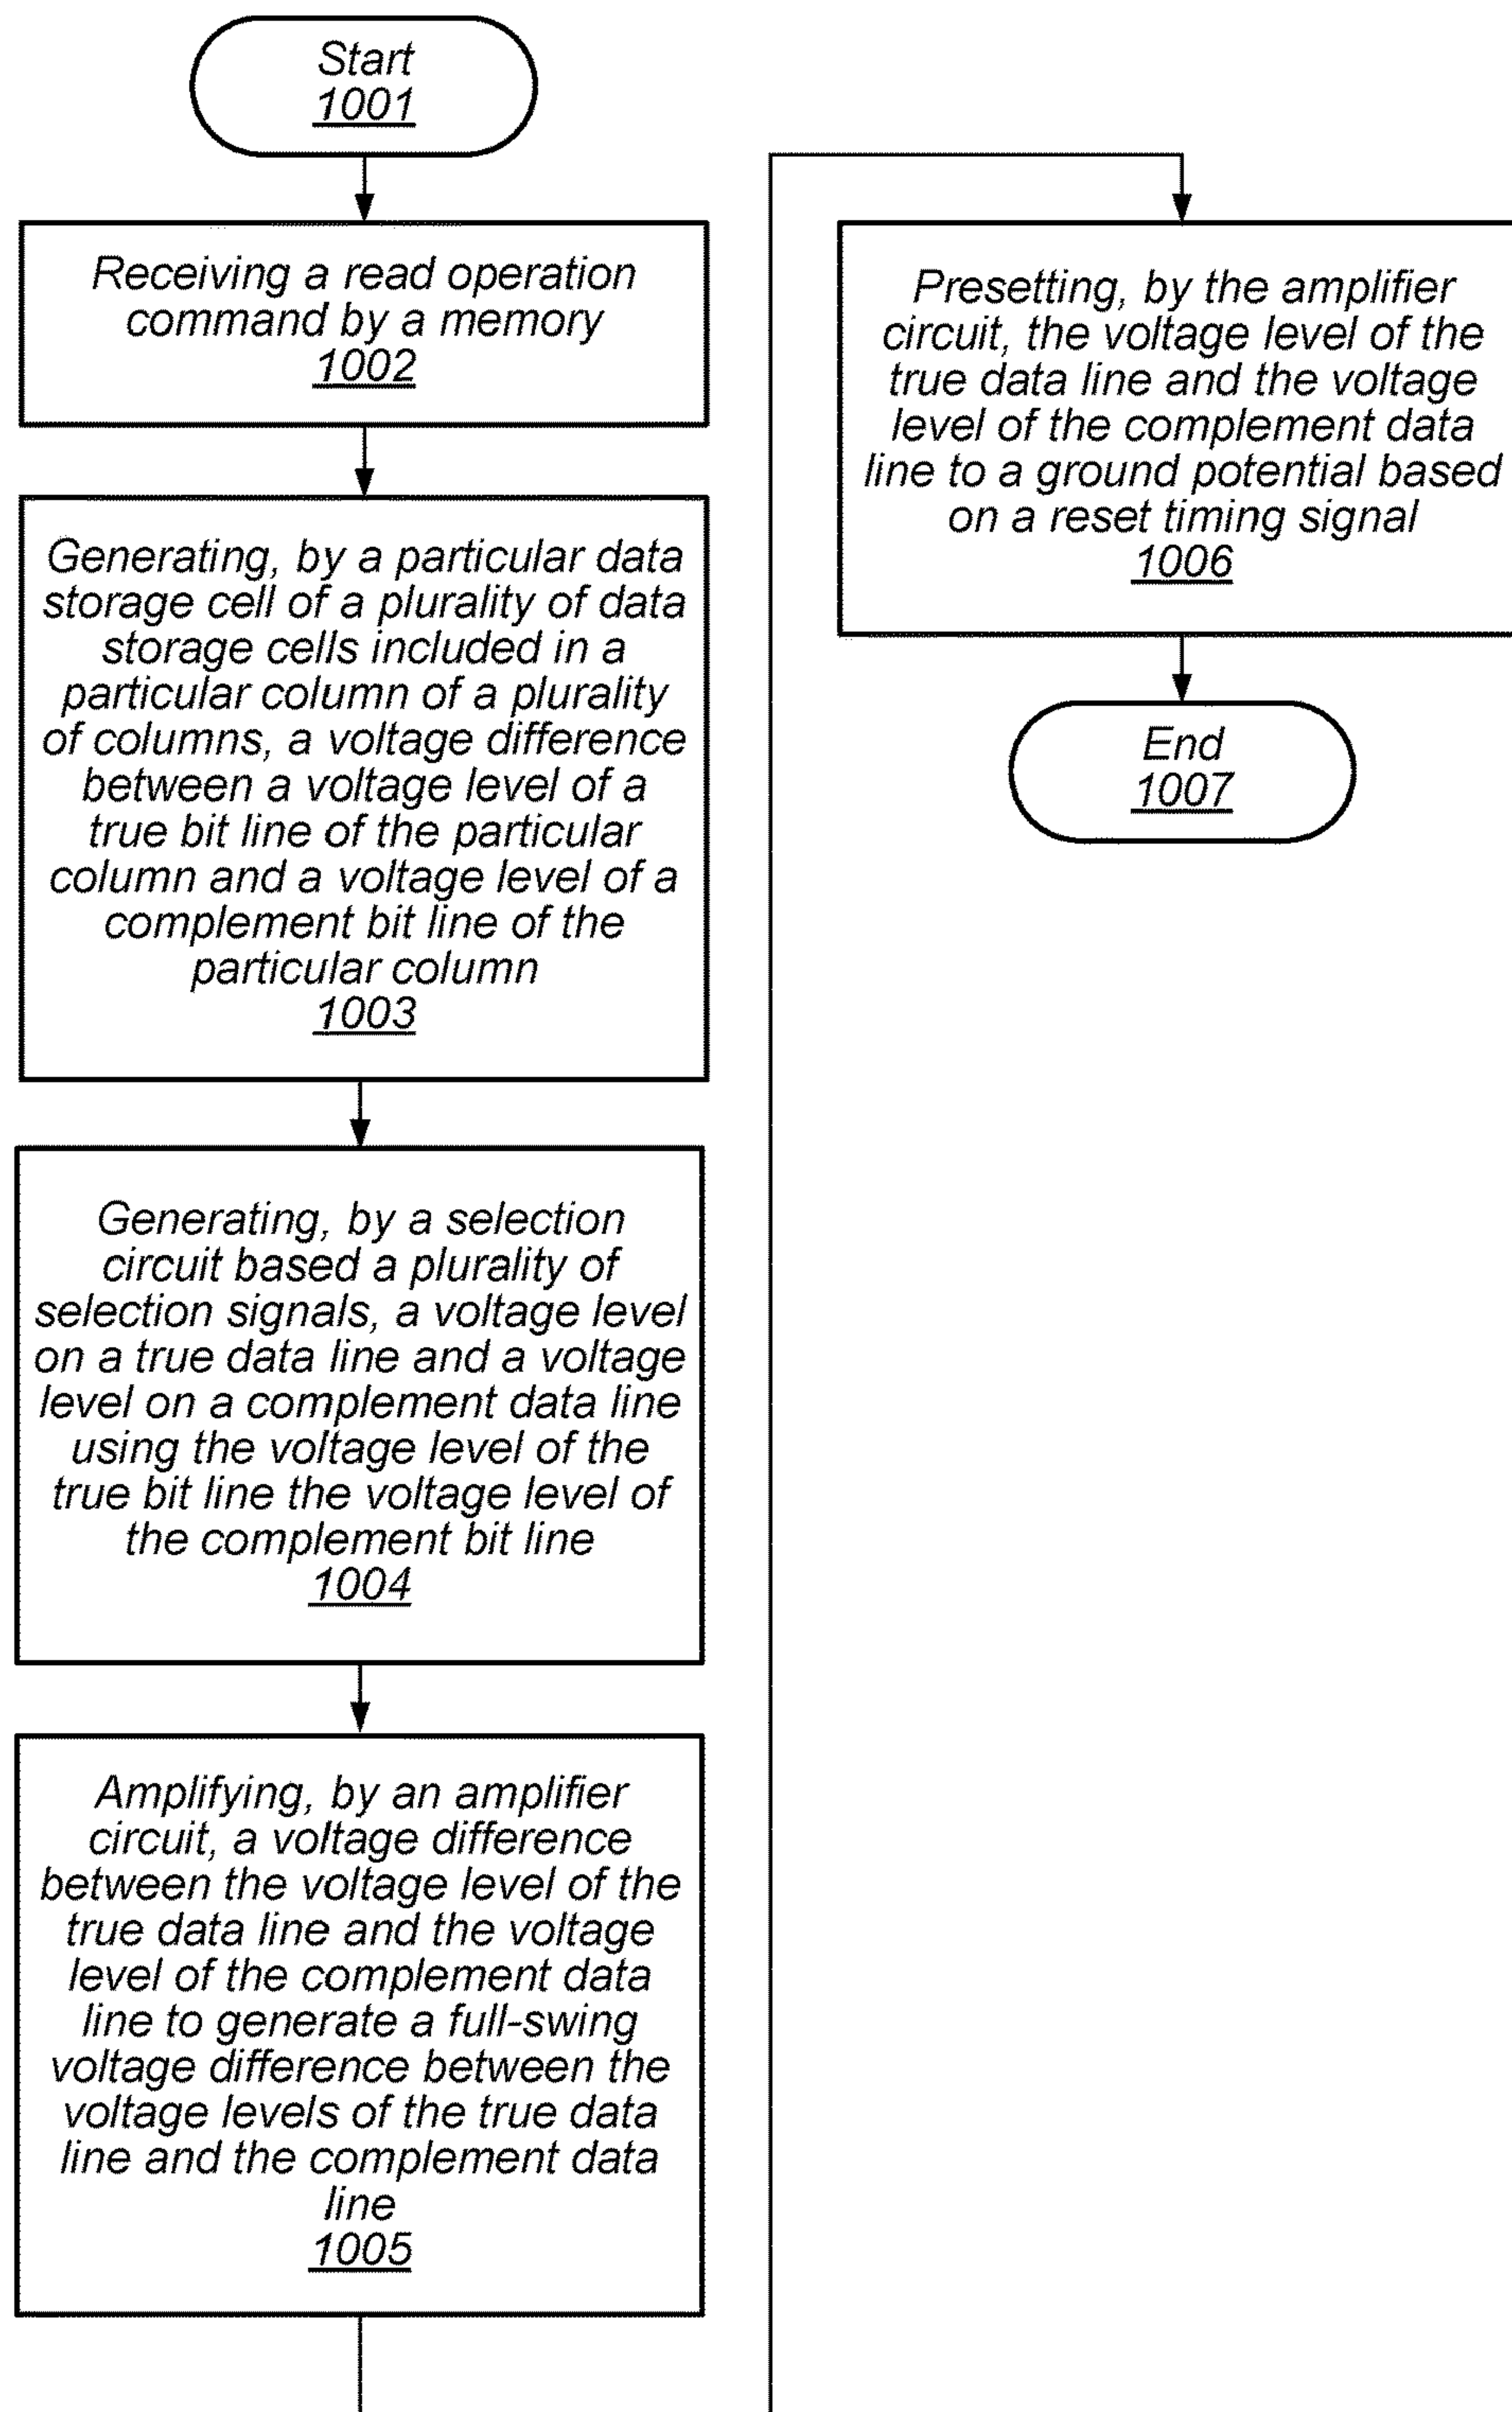 Start
1001
Receiving a read operation
command by a memory
1002
Generating, by a particular data
storage cell of a plurality of data
storage cells included in a
particular column of a plurality
of columns, a voltage difference
between a voltage level of a
true bit line of the particular
column and a voltage level of a
complement bit line of the
particular column
1003
Generating, by a selection
circuit based a plurality of
selection signals, a voltage level
on a true data line and a voltage
level on a complement data line
using the voltage level of the
true bit line the voltage level of
the complement bit line
1004
Amplifying, by an amplifier
circuit, a voltage difference
between the voltage level of the
true data line and the voltage
level of the complement data
line to generate a full-swing
voltage difference between the
voltage levels of the true data
line and the complement data
line
1005
Presetting, by the amplifier
circuit, the voltage level of the
true data line and the voltage
level of the complement data
line to a ground potential based
on a reset timing signal
1006
End
1007